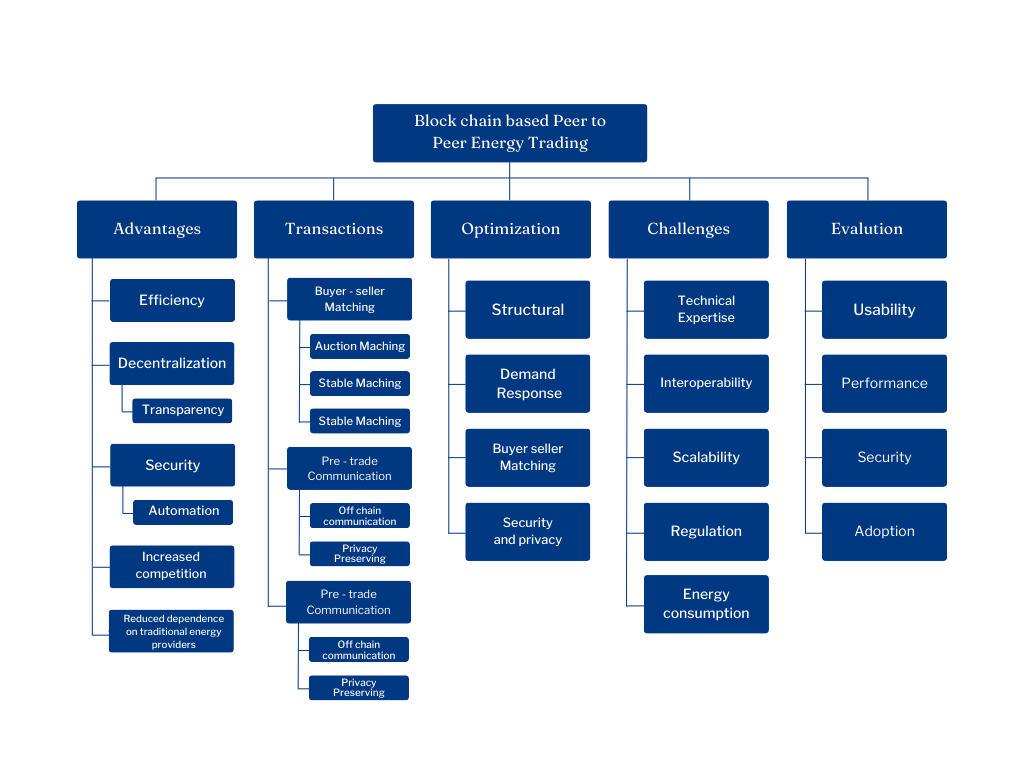 Block chain based Peer to
Peer Energy Trading
Advantages
Efficiency
Decentralization
Transparency
Security
Automation
Increased
competition
Reduced dependence
on traditional energy
providers
Transactions
Buyer - seller
Matching
Auction Maching
Stable Maching
Stable Maching
Pre - trade
Communication
Off chain
communication
Privacy
Preserving
Pre - trade
Communication
Off chain
communication
Privacy
Preserving
Optimization
Structural
Demand
Response
Buyer seller
Matching
Security
and privacy
Challenges
Technical
Expertise
Interoperability
Scalability
Regulation
Energy
consumption
Evalution
Usability
Performance
Security
Adoption